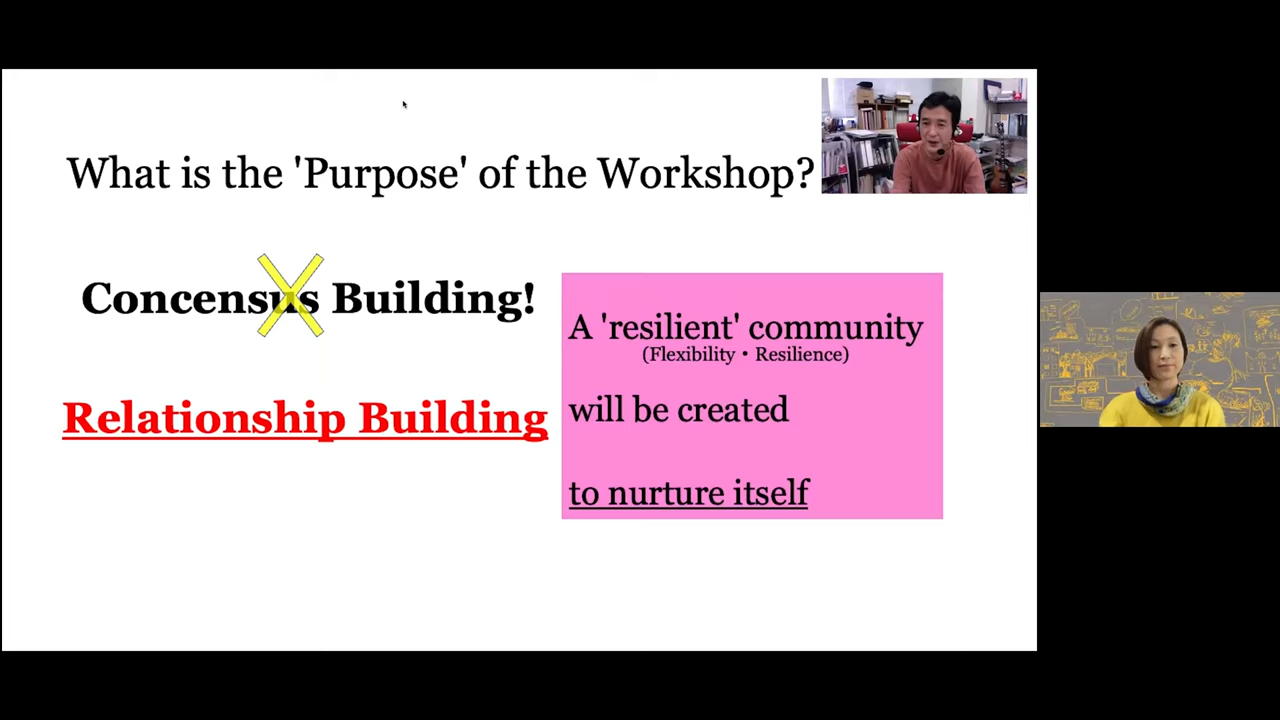 What is the 'Purpose' of the Workshop?
Concensus Building!
Relationship Building
A 'resilient' community
(Flexibility・Resilience)
will be created
to nurture itself